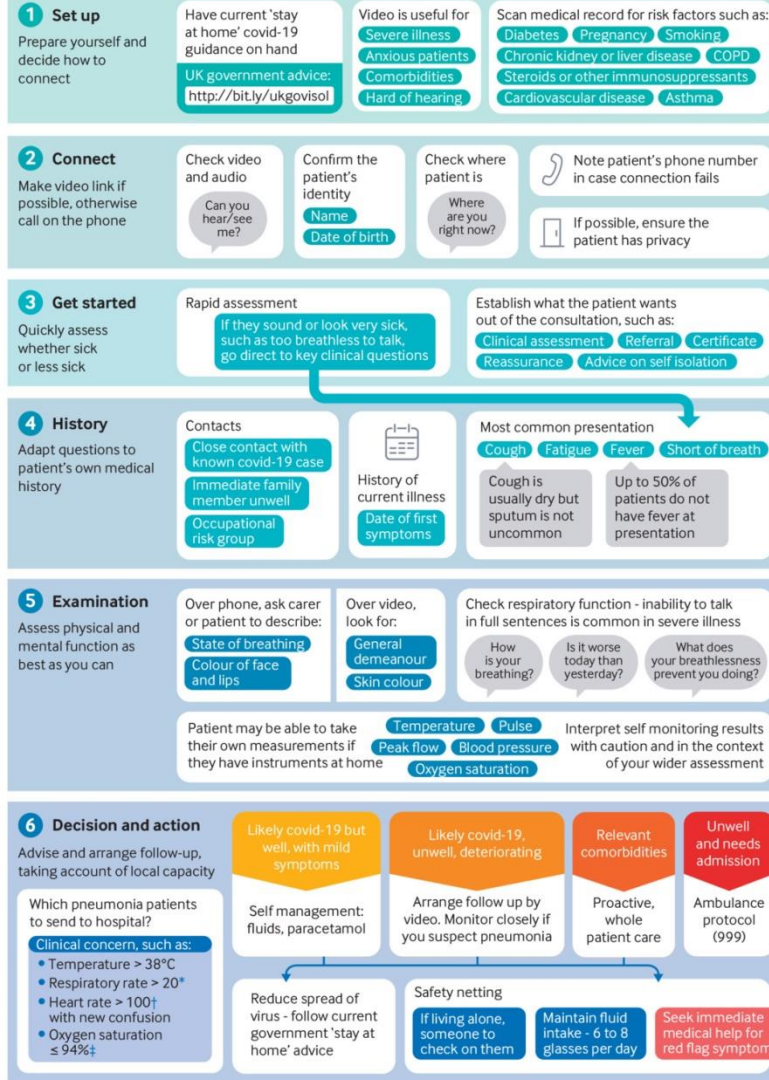 1 Set up
Prepare yourself and
decide how to
connect
Have current 'stay
at home' covid-19
guidance on hand
UK government advice:
http://bit.ly/ukgovisol
Video is useful for
Severe illness
Anxious patients
Comorbidities
Hard of hearing
Scan medical record for risk factors such as:
Diabetes Pregnancy Smoking
Chronic kidney or liver disease COPD
Steroids or other immunosuppressants
Cardiovascular disease Asthma
2 Connect
Make video link if
possible, otherwise
call on the phone
Check video
and audio
Can you
hear/see
me?
Confirm the
patient's
identity
Name
Date of birth
Check where
patient is
Where
are you
right now?
Note patient's phone number
in case connection fails
If possible, ensure the
patient has privacy
3 Get started
Quickly assess
whether sick
or less sick
Rapid assessment
If they sound or look very sick,
such as too breathless to talk,
go direct to key clinical questions
Establish what the patient wants
out of the consultation, such as:
Clinical assessment Referral Certificate
Reassurance Advice on self isolation
4 History
Adapt questions to
patient's own medical
history
Contacts
Close contact with
known covid-19 case
Immediate family
member unwell
Occupational
risk group
History of
current illness
Date of first
symptoms
Most common presentation
Cough Fatigue Fever Short of breath
Cough is
usually dry but
sputum is not
uncommon
Up to 50% of
patients do not
have fever at
presentation
5 Examination
Assess physical and
mental function as
best as you can
Over phone, ask carer
or patient to describe:
State of breathing
Colour of face
and lips
Over video,
look for:
General
demeanour
Skin colour
Check respiratory function - inability to talk
in full sentences is common in severe illness
How
is your
breathing?
Is it worse
today than
yesterday?
What does
your breathlessness
prevent you doing?
Patient may be able to take
their own measurements if
they have instruments at home
Temperature Pulse
Peak flow Blood pressure
Oxygen saturation
Interpret self monitoring results
with caution and in the context
of your wider assessment
6 Decision and action
Advise and arrange follow-up,
taking account of local capacity
Which pneumonia patients
to send to hospital?
Clinical concern, such as:
• Temperature > 38°C
• Respiratory rate > 20*
• Heart rate > 100†
with new confusion
• Oxygen saturation
≤ 94%‡
Likely covid-19 but
well, with mild
symptoms
Self management:
fluids, paracetamol
Likely covid-19,
unwell, deteriorating
Arrange follow up by
video. Monitor closely if
you suspect pneumonia
Relevant
comorbidities
Proactive,
whole
patient care
Unwell
and needs
admission
Ambulance
protocol
(999)
Reduce spread of
virus - follow current
government 'stay at
home' advice
Safety netting
If living alone,
someone to
check on them
Maintain fluid
intake - 6 to 8
glasses per day
Seek immediate
medical help for
red flag symptom